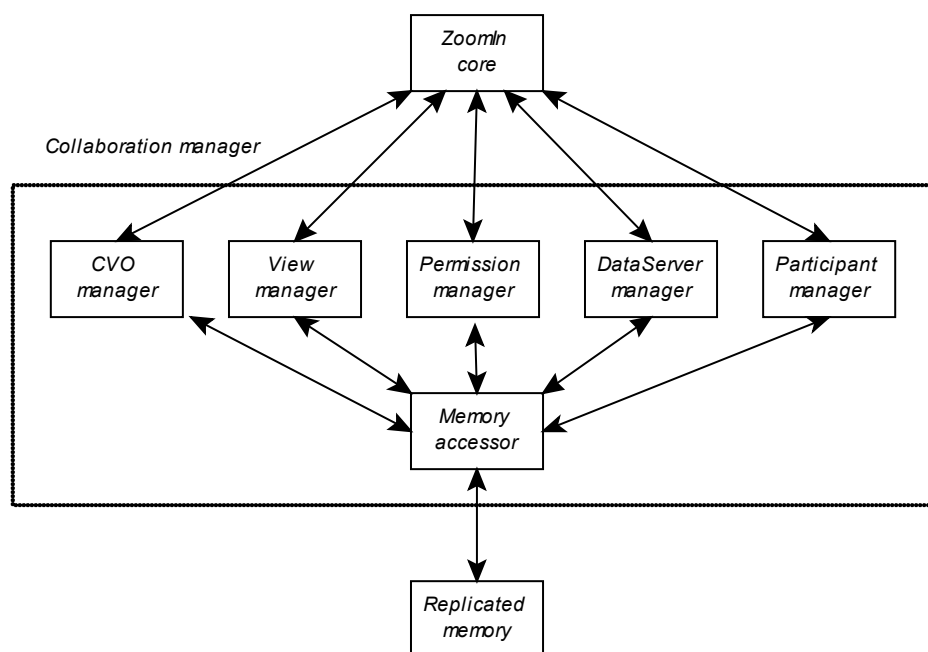 ZoomIn
core
Collaboration manager
CVO
manager
View
manager
Permission
manager
DataServer
manager
Participant
manager
Memory
accessor
Replicated
memory